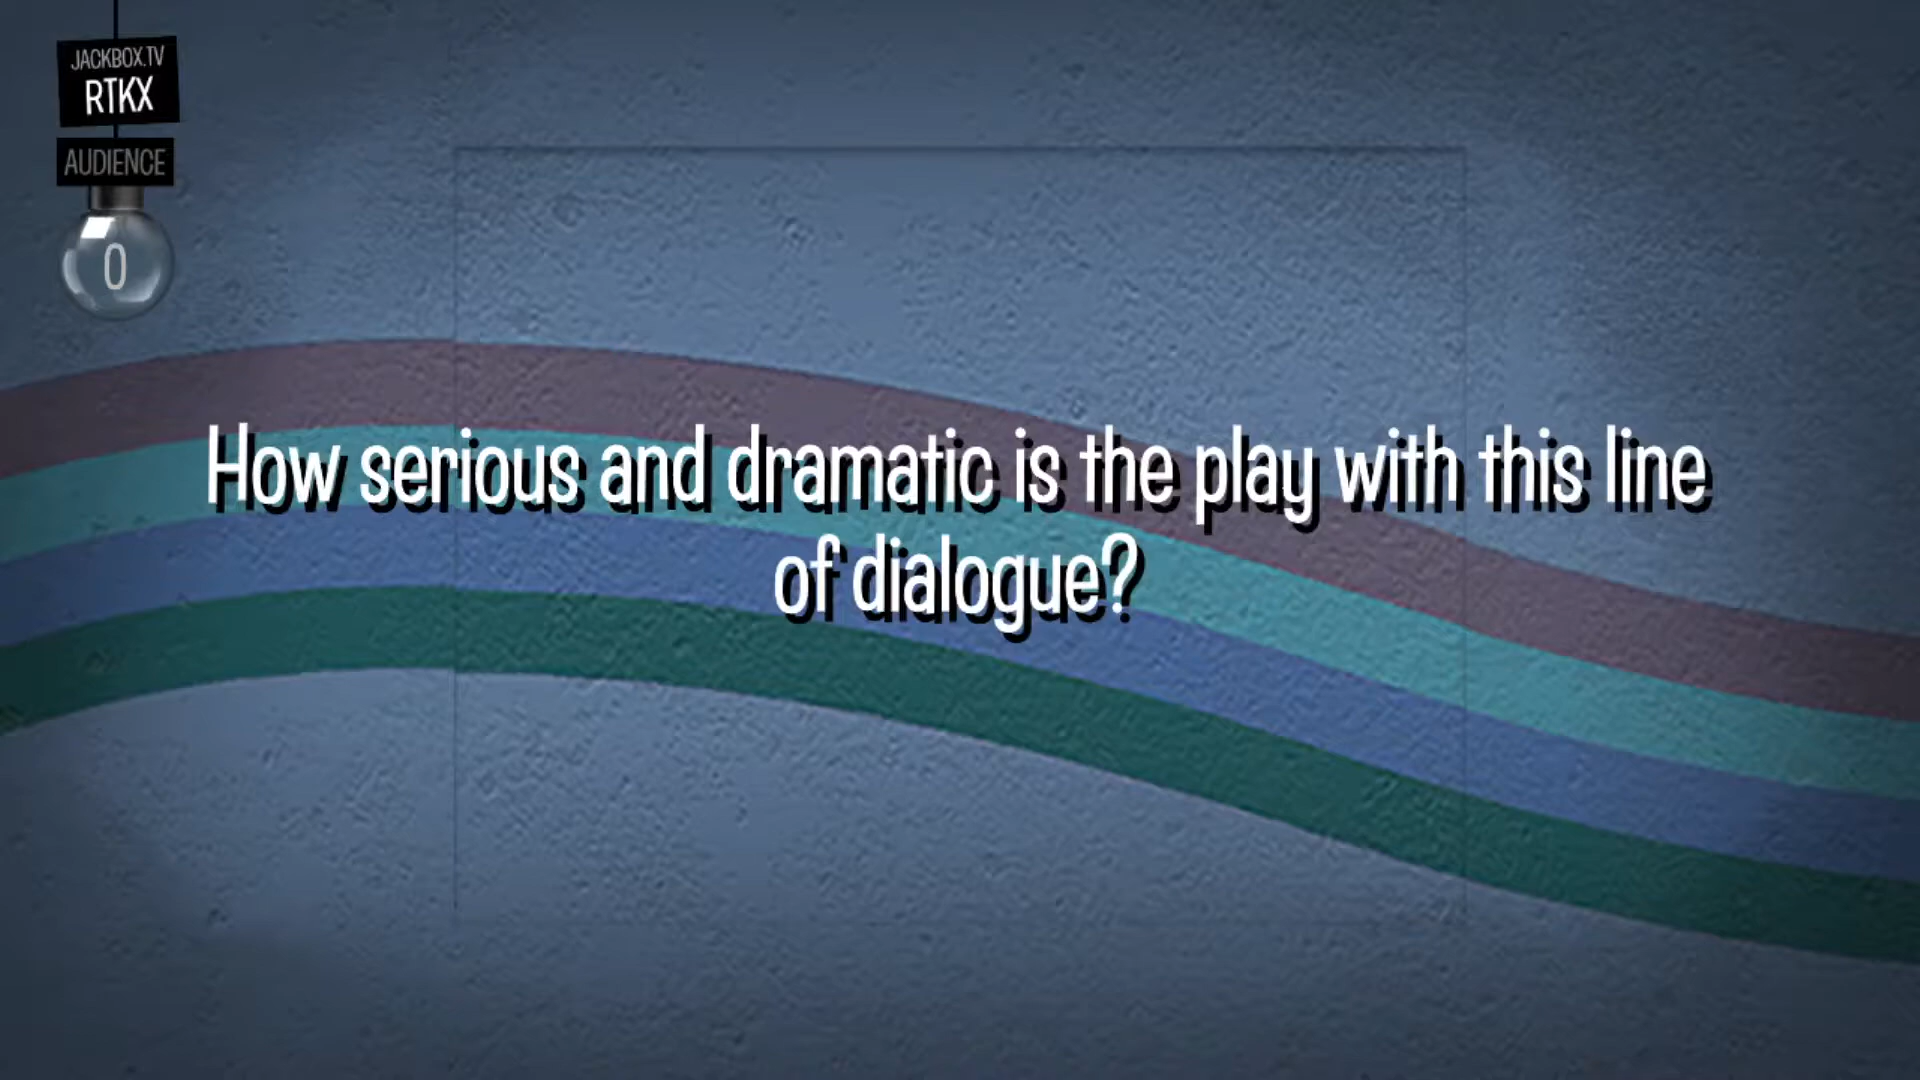 JACKBOX.TV
RTKX
AUDIENCE
0
How serious and dramatic is the play with this line
of dialogue?